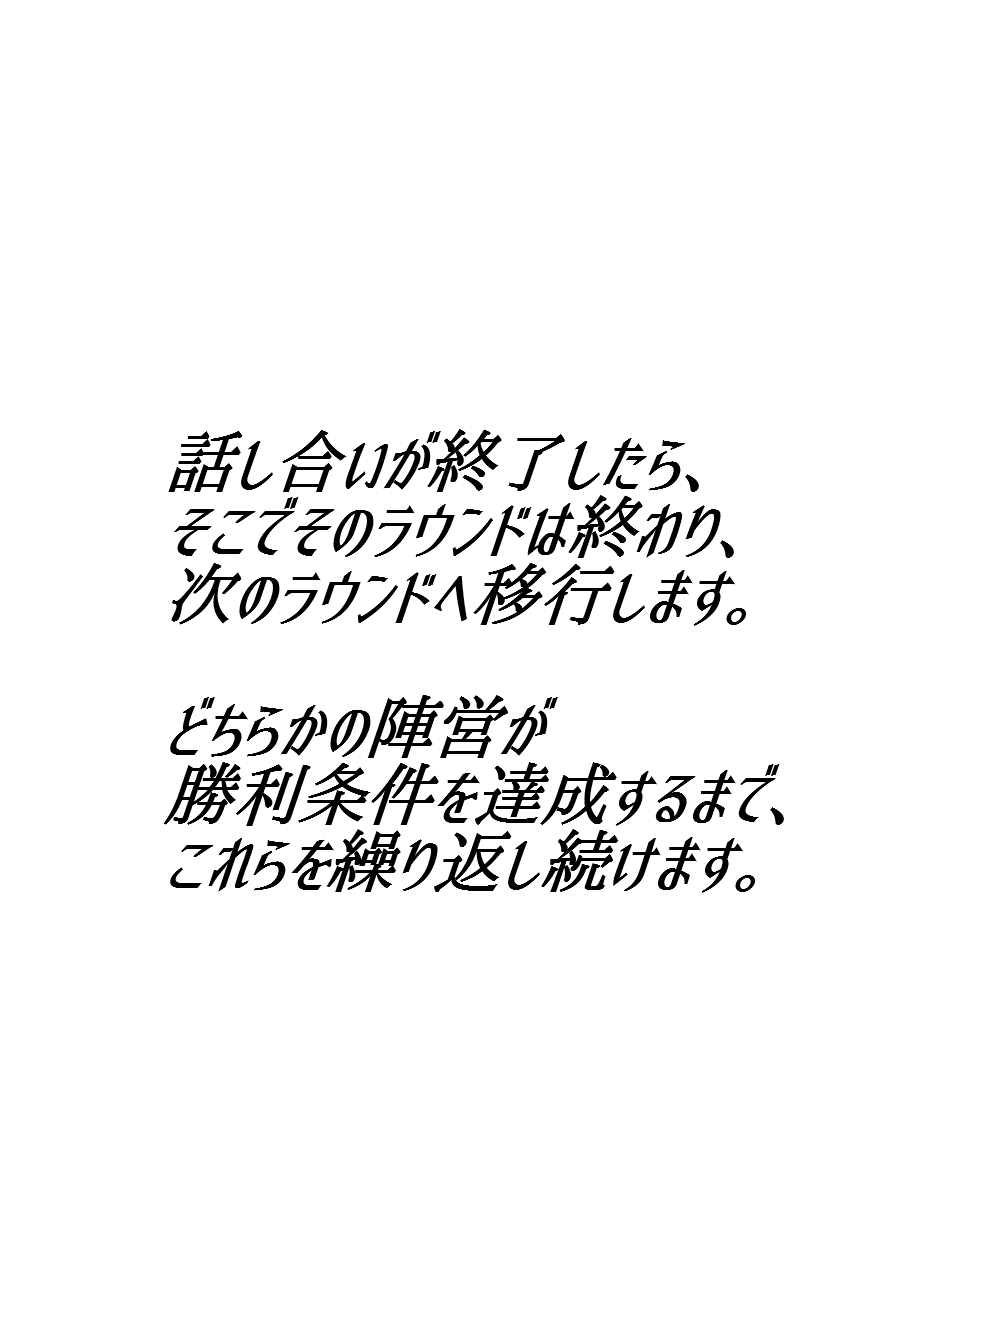 話し合いが終了したら、
そこでそのラウンドは終わり、
次のラウンドへ移行します。
どちらかの陣営が
勝利条件を達成するまで、
これらを繰り返し続けます。